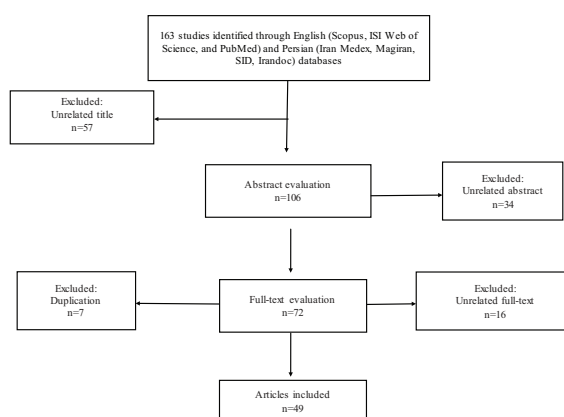 163 studies identified through English (Scopus, ISI Web of
Science, and PubMed) and Persian (Iran Medex, Magiran,
SID, Irandoc) databases
Excluded:
Unrelated title
n=57
Abstract evaluation
n=106
Excluded:
Unrelated abstract
n=34
Excluded:
Duplication
n=7
Full-text evaluation
n=72
Excluded:
Unrelated full-text
n=16
Articles included
n=49